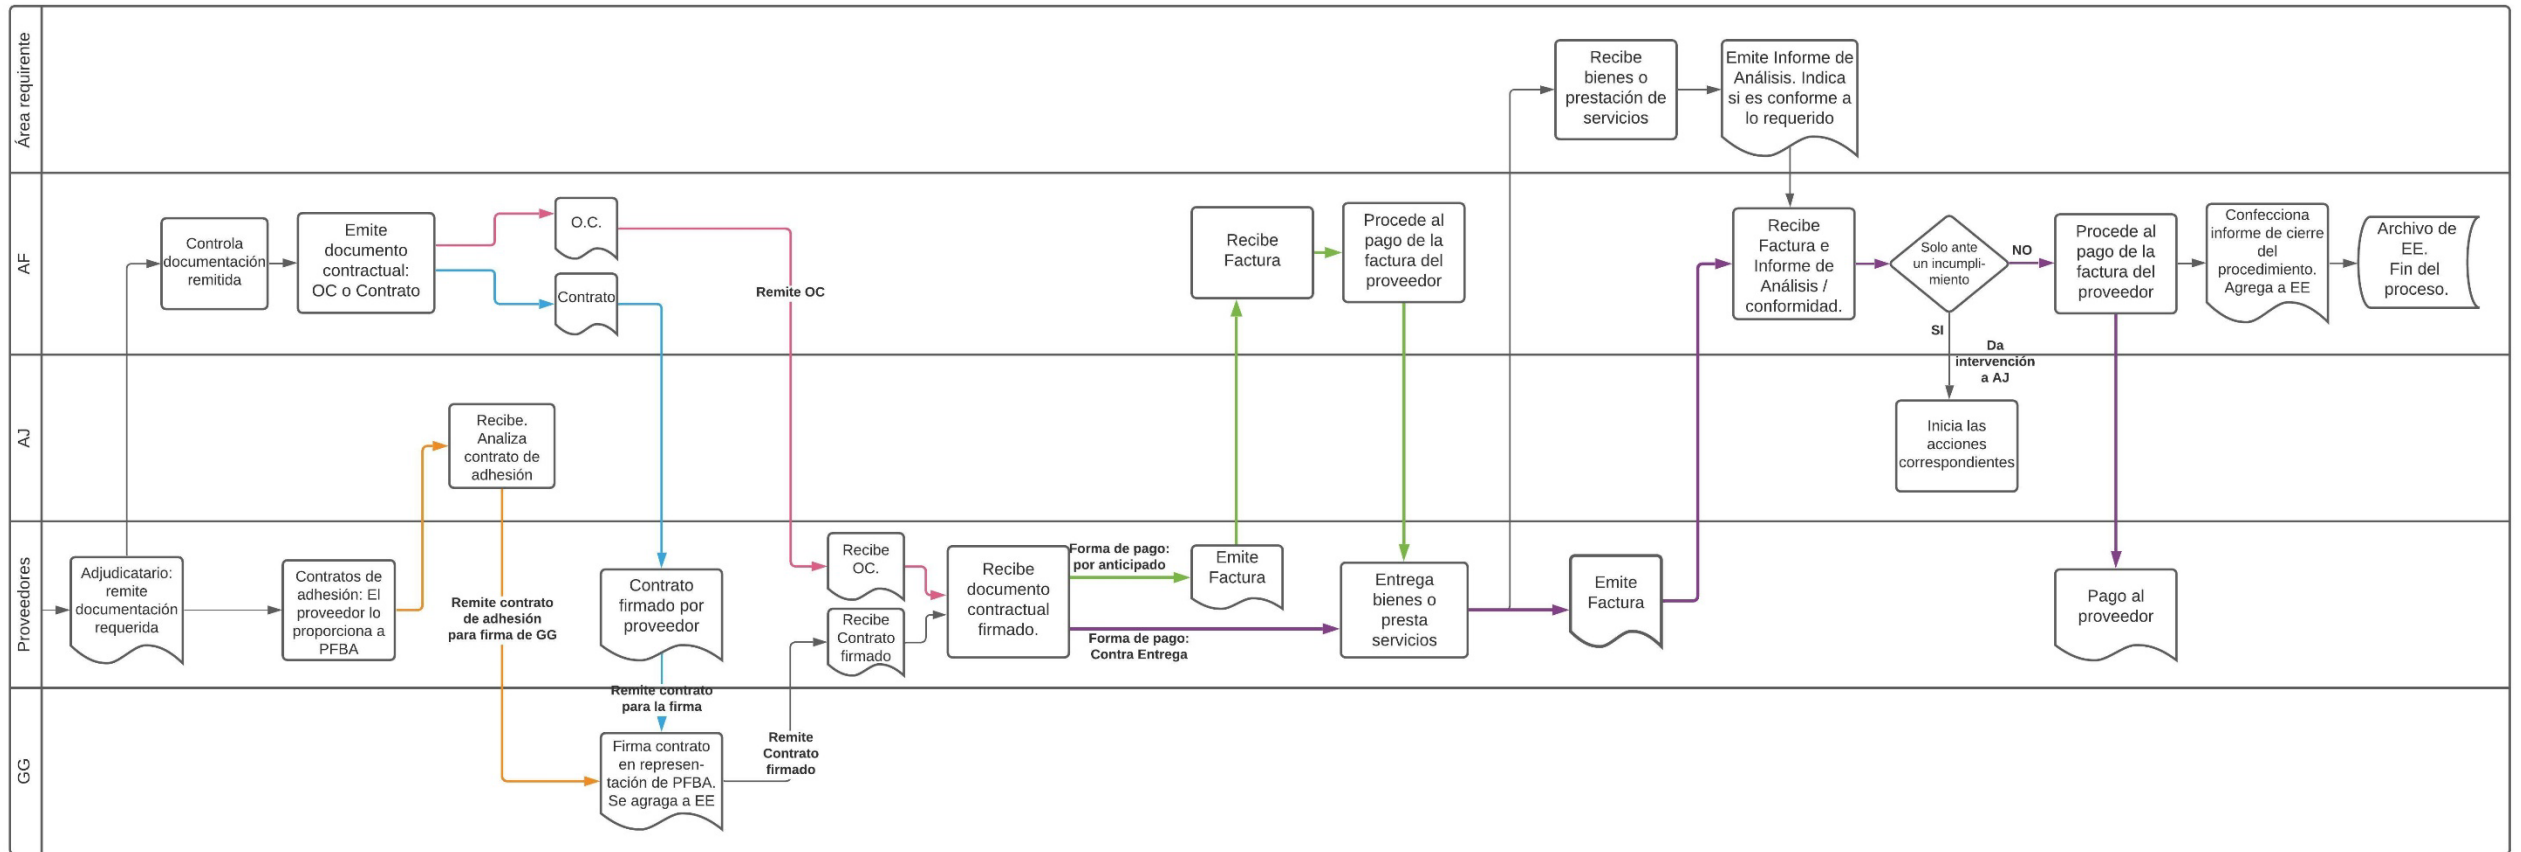 Área requirente
Recibe
bienes o
prestación de
servicios
Emite Informe de
Análisis. Indica
si es conforme a
lo requerido
AF
Controla
documentación
remitida
Emite
documento
contractual:
OC o Contrato
O.C.
Contrato
Remite OC
Recibe
Factura
Procede al
pago de la
factura del
proveedor
Recibe
Factura e
Informe de
Análisis /
conformidad.
Solo ante
un incumpli-
miento
NO
SI
Procede al
pago de la
factura del
proveedor
Confecciona
informe de cierre
del
procedimiento.
Agrega a EE
Archivo de
EE.
Fin del
proceso.
AJ
Recibe.
Analiza
contrato de
adhesión
Da
intervención
a AJ
Inicia las
acciones
correspondientes
Proveedores
Adjudicatario:
remite
documentación
requerida
Contratos de
adhesión: El
proveedor lo
proporciona a
PFBA
Remite contrato
de adhesión
para firma de GG
Contrato
firmado por
proveedor
Recibe
OC.
Recibe
Contrato
firmado
Recibe
documento
contractual
firmado.
Forma de pago:
por anticipado
Forma de pago:
Contra Entrega
Emite
Factura
Entrega
bienes o
presta
servicios
Emite
Factura
Pago al
proveedor
GG
Remite contrato
para la firma
Firma contrato
en represen-
tación de PFBA.
Se agraga a EE
Remite
Contrato
firmado